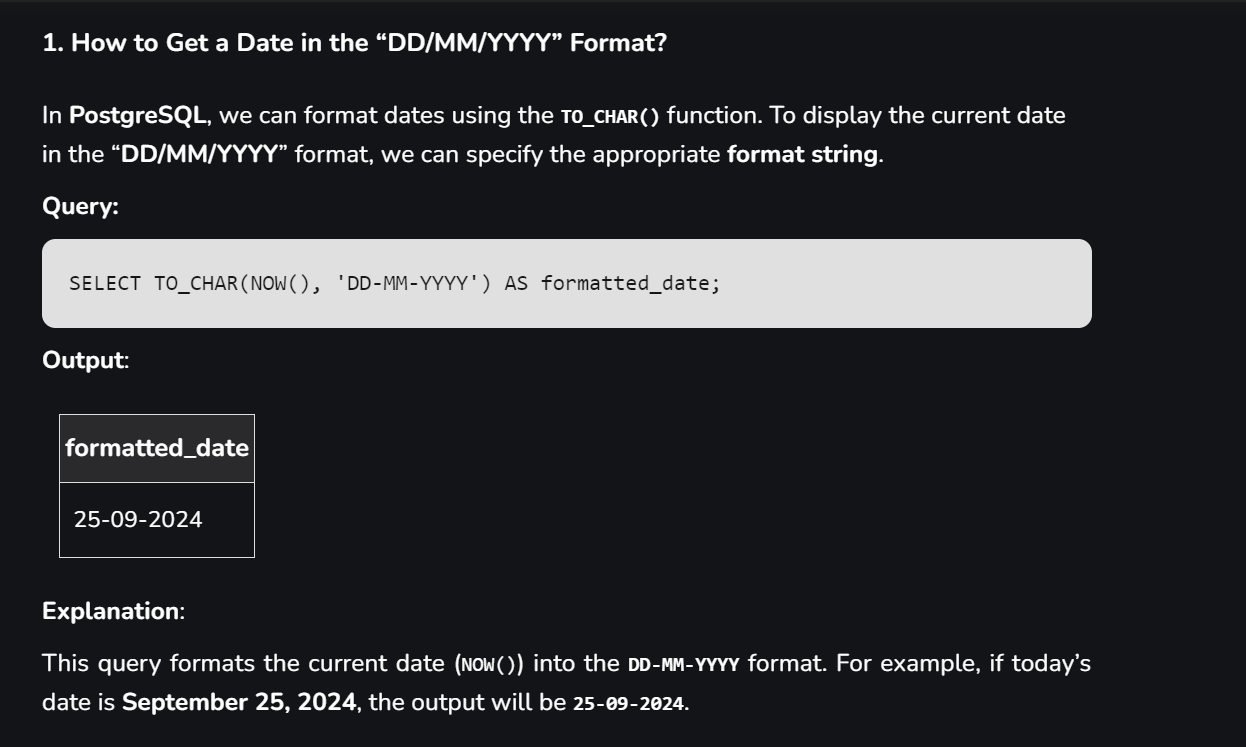 1. How to Get a Date in the “DD/MM/YYYY” Format?
In PostgreSQL, we can format dates using the TO_CHAR() function. To display the current date
in the “DD/MM/YYYY” format, we can specify the appropriate format string.
Query:
SELECT TO_CHAR(NOW(), 'DD-MM-YYYY') AS formatted_date;
Output:
formatted_date
25-09-2024
Explanation:
This query formats the current date (NOW()) into the DD-MM-YYYY format. For example, if today’s
date is September 25, 2024, the output will be 25-09-2024.